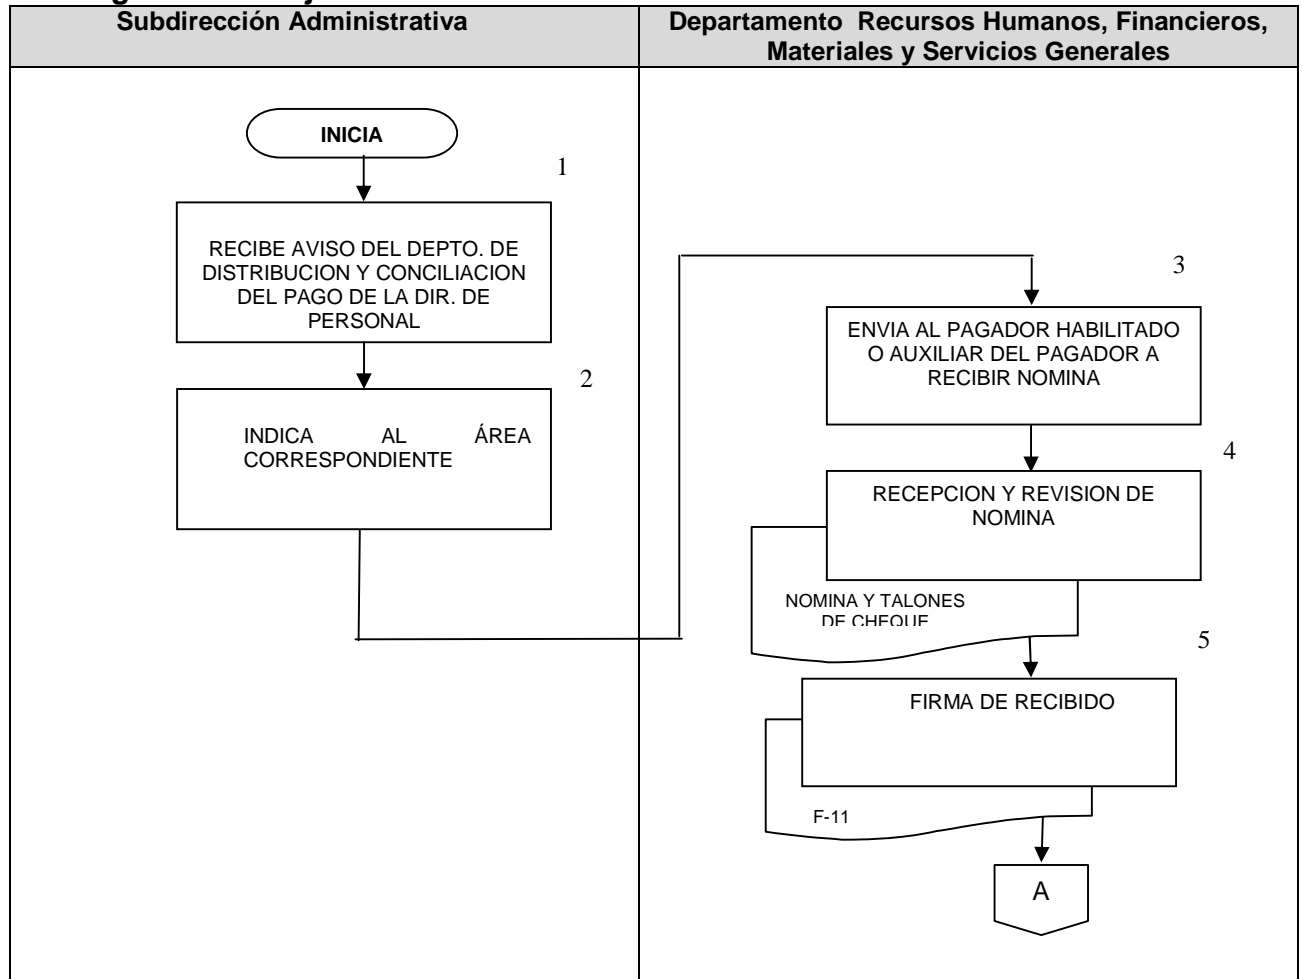 Subdirección Administrativa
Departamento Recursos Humanos, Financieros,
Materiales y Servicios Generales
INICIA
1
RECIBE AVISO DEL DEPTO. DE
DISTRIBUCION Y CONCILIACION
DEL PAGO DE LA DIR. DE
PERSONAL
2
INDICA AL ÁREA
CORRESPONDIENTE
3
ENVIA AL PAGADOR HABILITADO
O AUXILIAR DEL PAGADOR A
RECIBIR NOMINA
4
RECEPCION Y REVISION DE
NOMINA
NOMINA Y TALONES
DE CHEQUE
5
FIRMA DE RECIBIDO
F-11
A